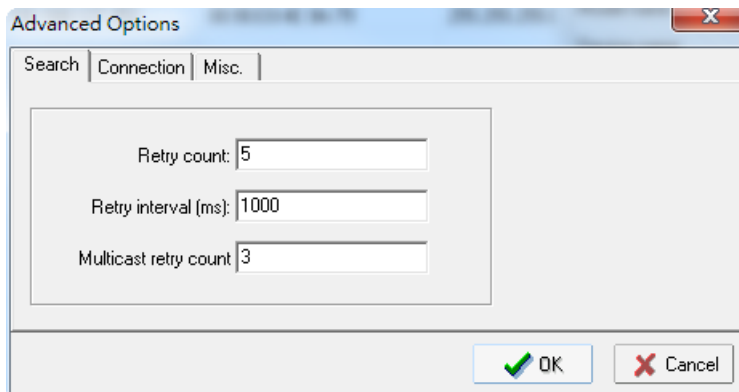 Advanced Options
Search Connection Misc.
Retry count: 5
Retry interval (ms): 1000
Multicast retry count 3
OK Cancel